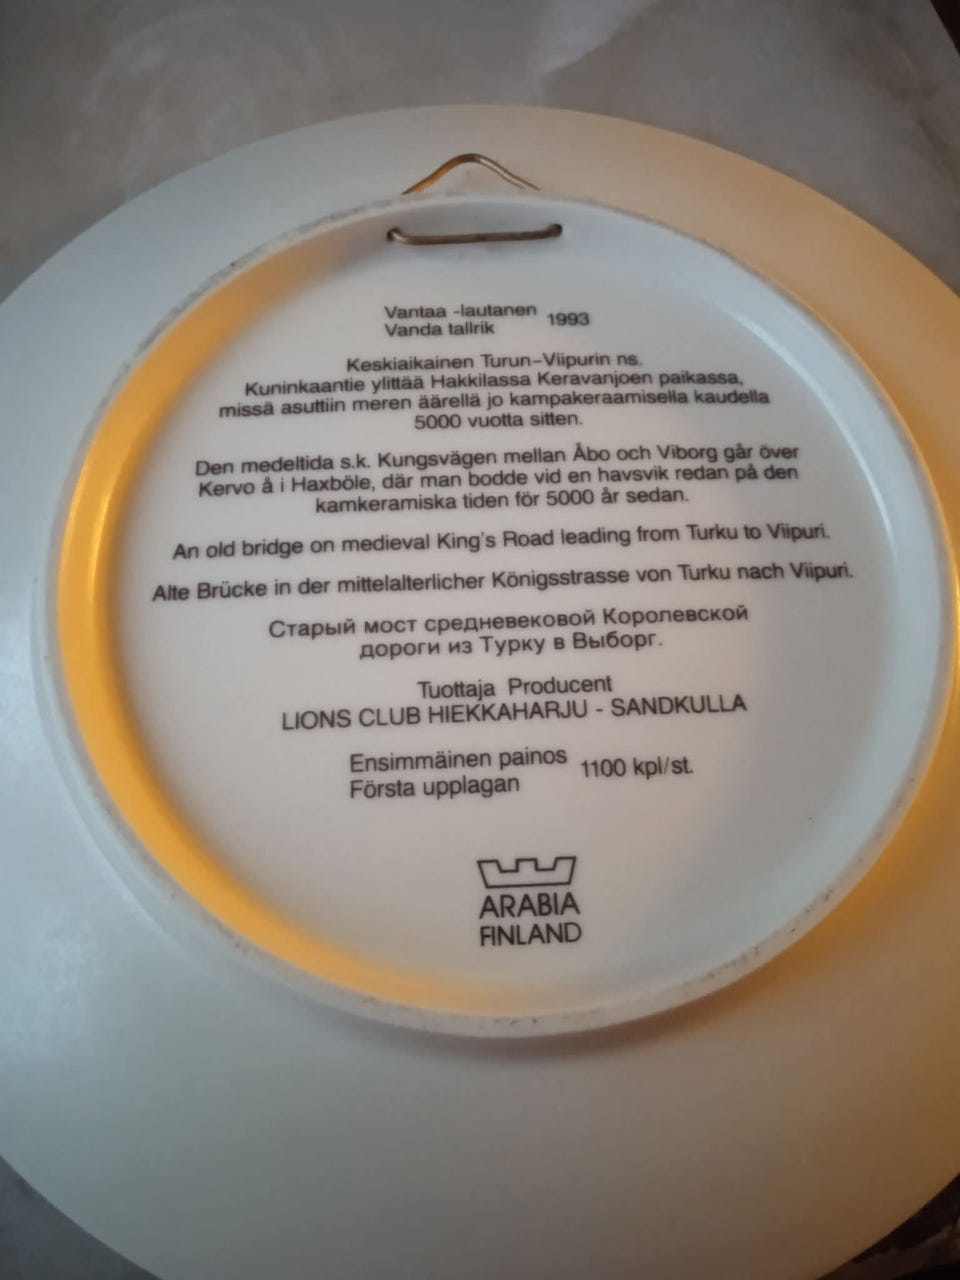 Vantaa -lautanen 1993
Vanda tallrik
Keskiaikainen Turun-Viipurin ns.
Kuninkaantie ylittää Hakkilassa Keravanjoen paikassa,
missä asuttiin meren äärellä jo kampakeraamisella kaudella
5000 vuotta sitten.
Den medeltida s.k. Kungsvägen mellan Åbo och Viborg går över
Kervo å i Haxböle, där man bodde vid en havsvik redan på den
kamkeramiska tiden för 5000 år sedan.
An old bridge on medieval King's Road leading from Turku to Viipuri.
Alte Brücke in der mittelalterlicher Königsstrasse von Turku nach Viipuri.
Старый мост средневековой Королевской
дороги из Турку в Выборг.
Tuottaja Producent
LIONS CLUB HIEKKAHARJU - SANDKULLA
Ensimmäinen painos 1100 kpl/st.
Första upplagan
ARABIA
FINLAND